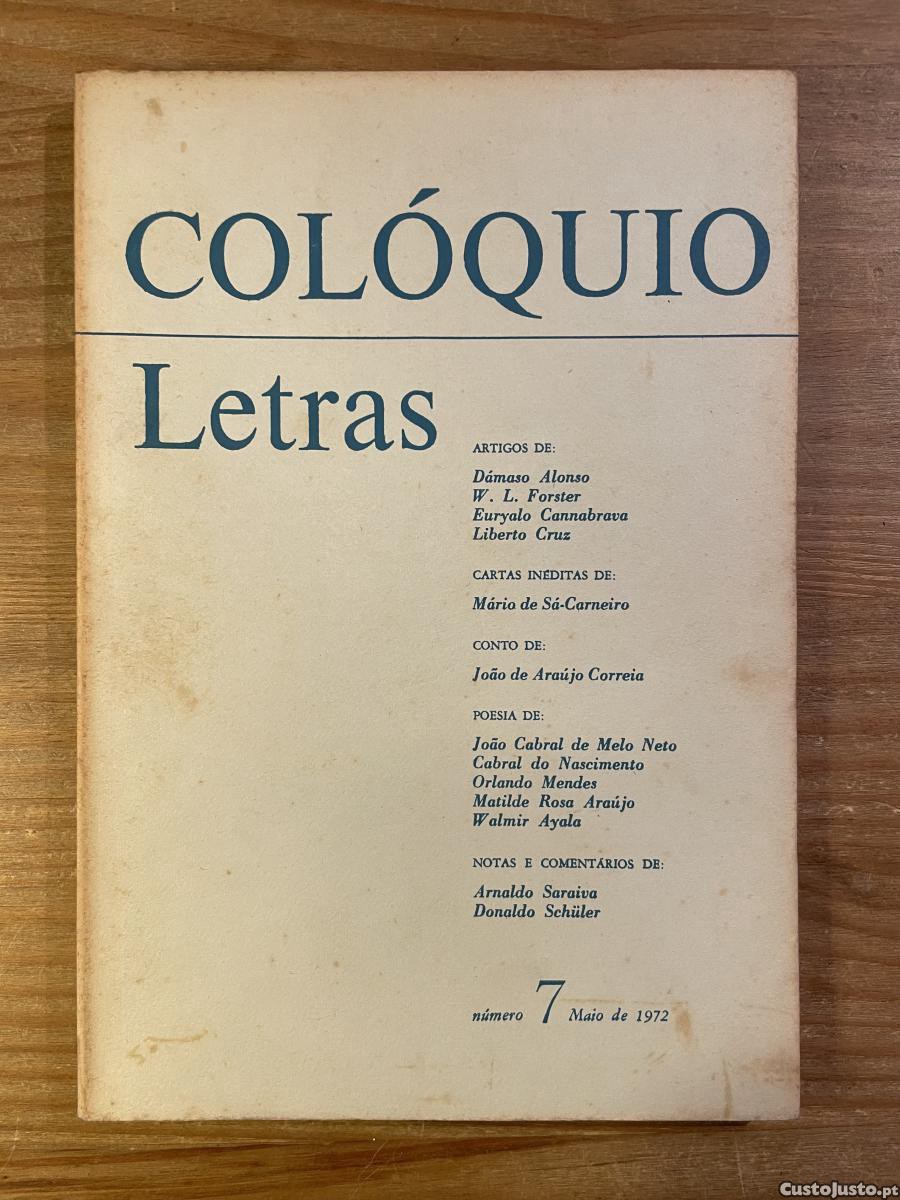 COLÓQUIO
Letras
ARTIGOS DE:
Dámaso Alonso
W. L. Forster
Euryalo Cannabrava
Liberto Cruz
CARTAS INÉDITAS DE:
Mário de Sá-Carneiro
CONTO DE:
João de Araújo Correia
POESIA DE:
João Cabral de Melo Neto
Cabral do Nascimento
Orlando Mendes
Matilde Rosa Araújo
Walmir Ayala
NOTAS E COMENTÁRIOS DE:
Arnaldo Saraiva
Donaldo Schüler
número 7 Maio de 1972
CustoJusto.pt